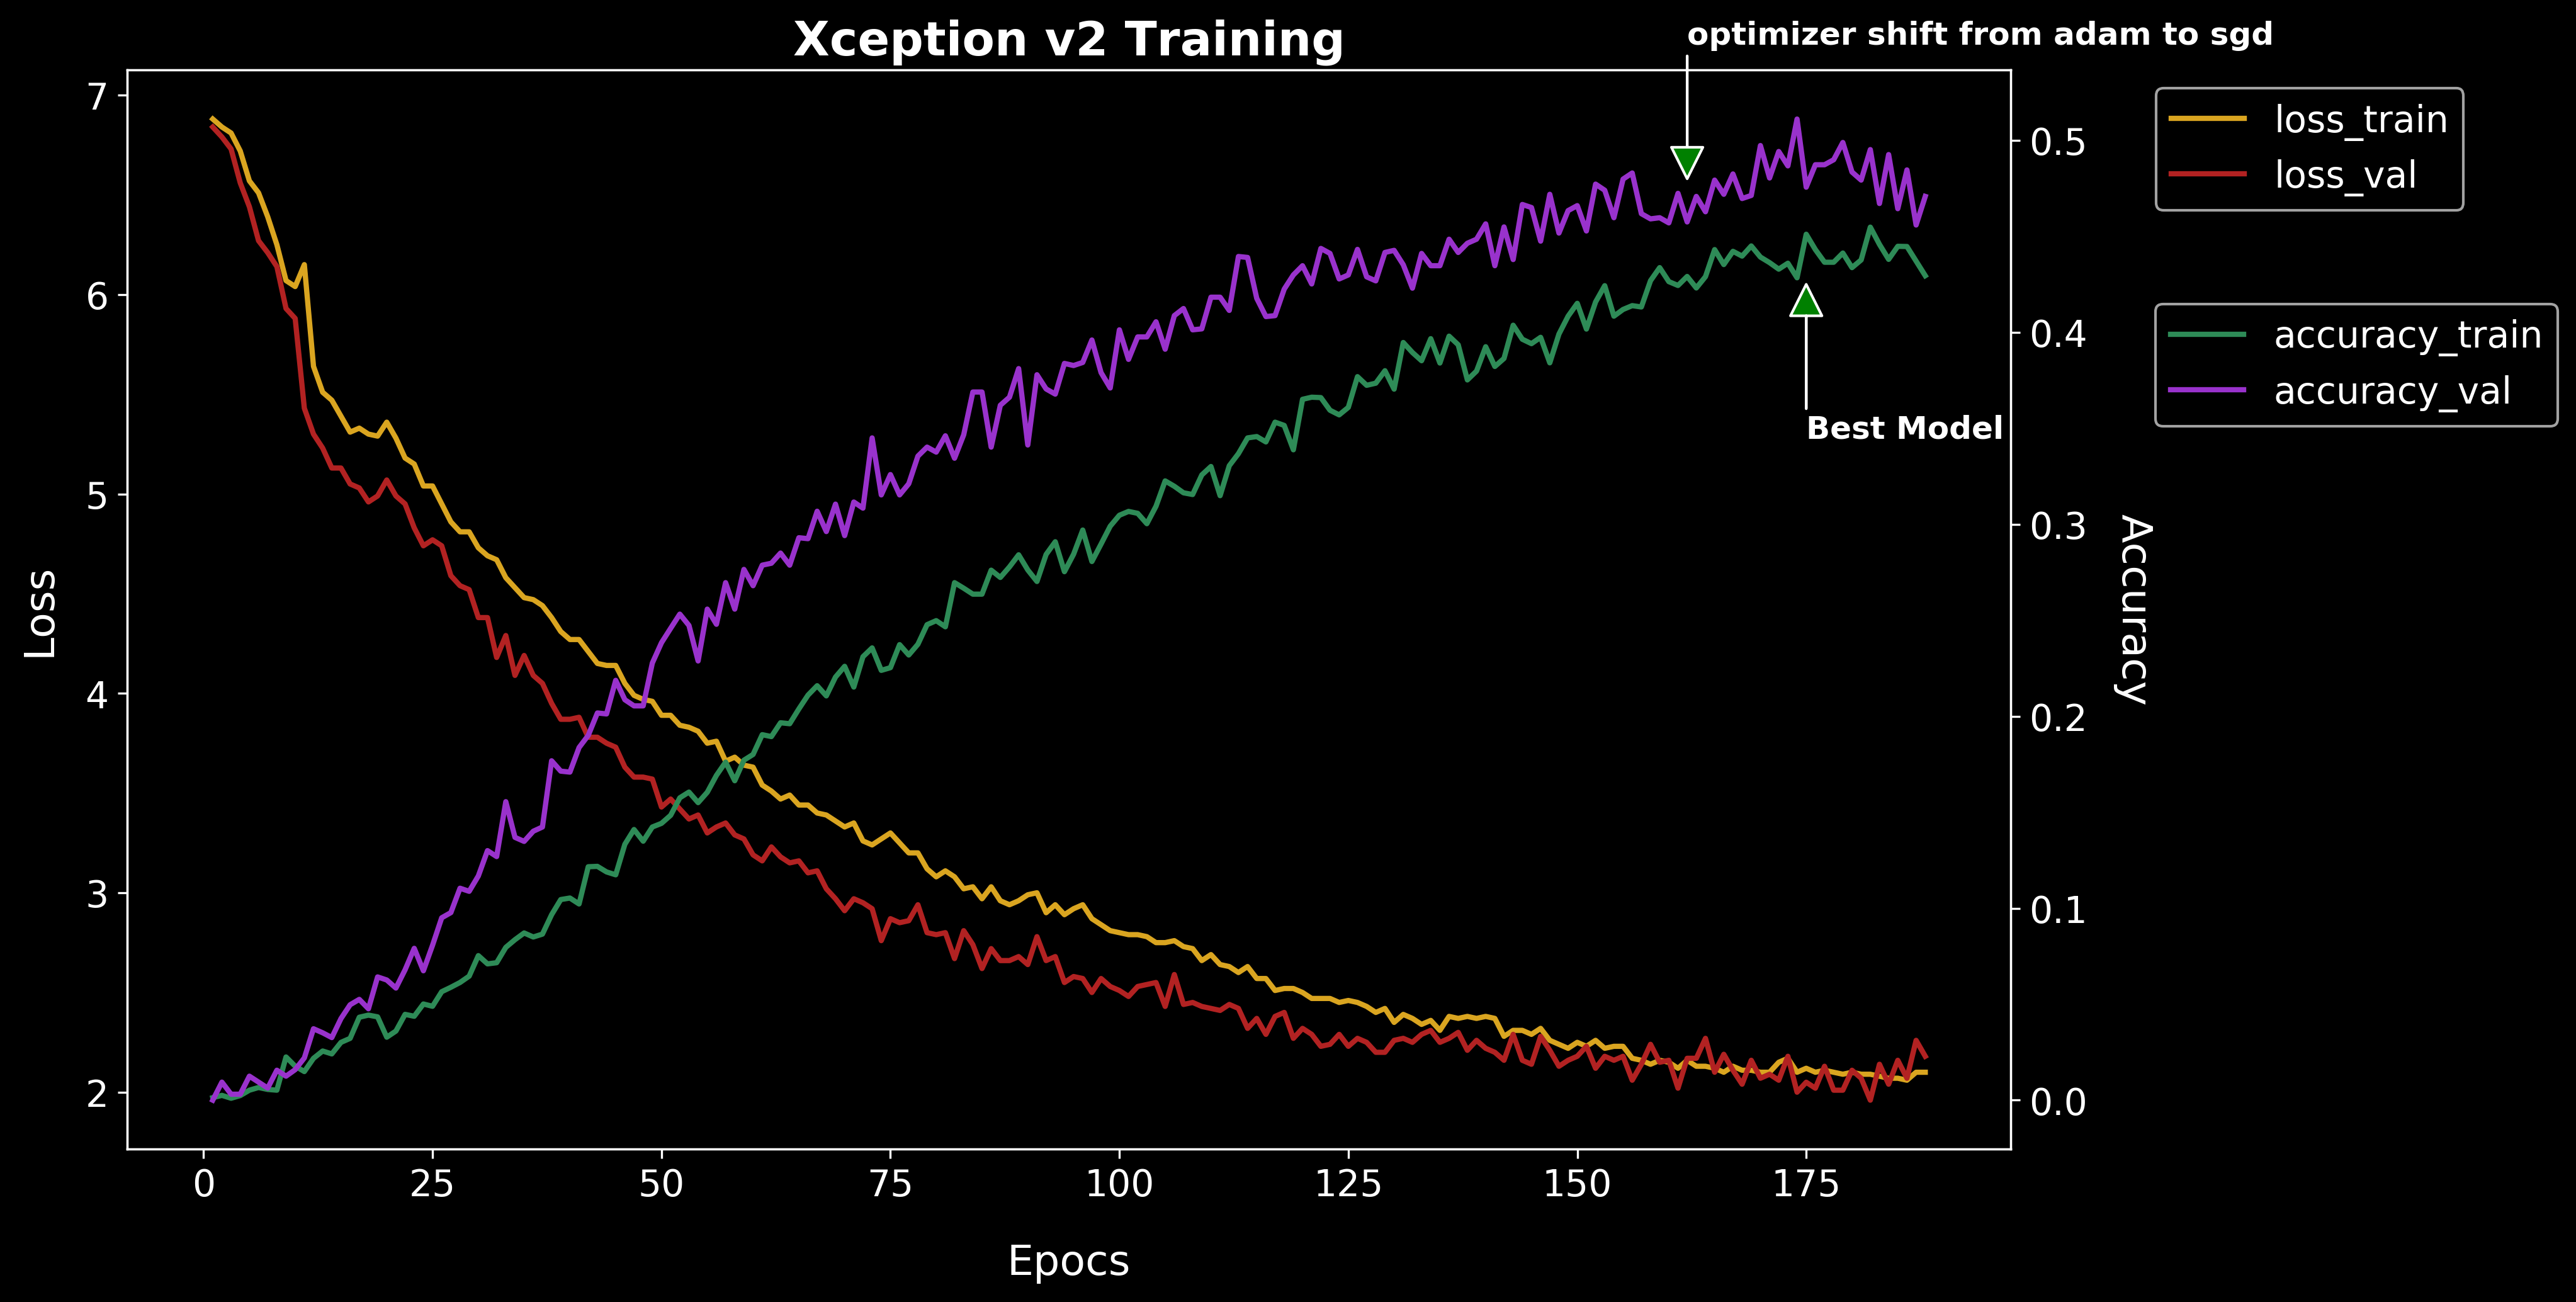 Xception v2 Training
optimizer shift from adam to sgd
7
6
5
4
3
2
Loss
0
25
50
75
100
125
150
175
Epocs
0.5
0.4
0.3
0.2
0.1
0.0
Accuracy
Best Model
loss_train
loss_val
accuracy_train
accuracy_val